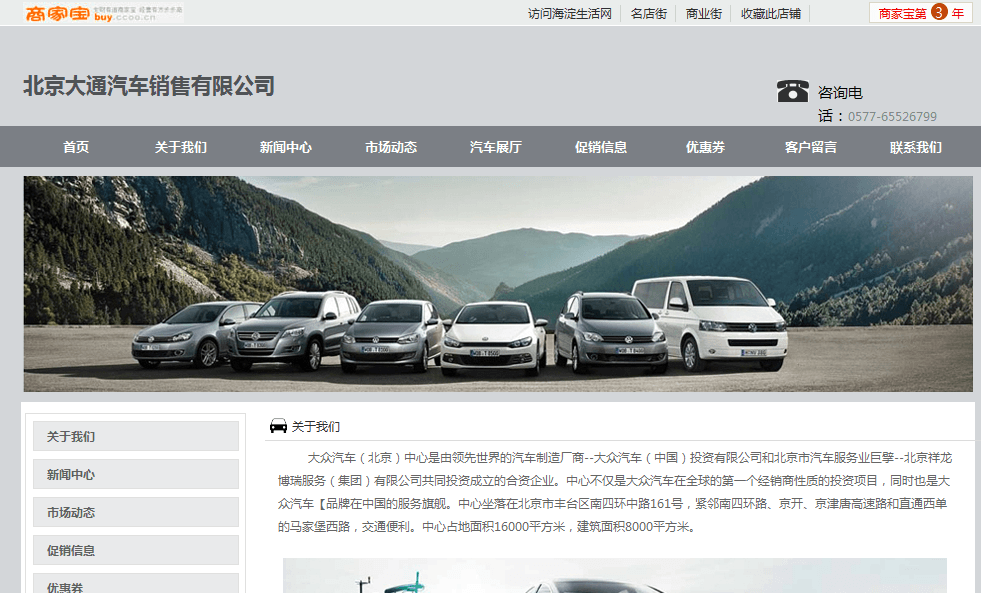 商家宝
buy.ccoo.cn
访问海淀生活网 名店街 商业街 收藏此店铺
商家宝第 3 年
北京大通汽车销售有限公司
咨询电
话：0577-65526799
首页 关于我们 新闻中心 市场动态 汽车展厅 促销信息 优惠券 客户留言 联系我们
关于我们
新闻中心
市场动态
促销信息
优惠券
关于我们
大众汽车（北京）中心是由领先世界的汽车制造厂商--大众汽车（中国）投资有限公司和北京市汽车服务业巨擘--北京祥龙
博瑞服务（集团）有限公司共同投资成立的合资企业。中心不仅是大众汽车在全球的第一个经销商性质的投资项目，同时也是大
众汽车【品牌在中国的服务旗舰。中心坐落在北京市丰台区南四环中路161号，紧邻南四环路、京开、京津唐高速路和直通西单
的马家堡西路，交通便利。中心占地面积16000平方米，建筑面积8000平方米。